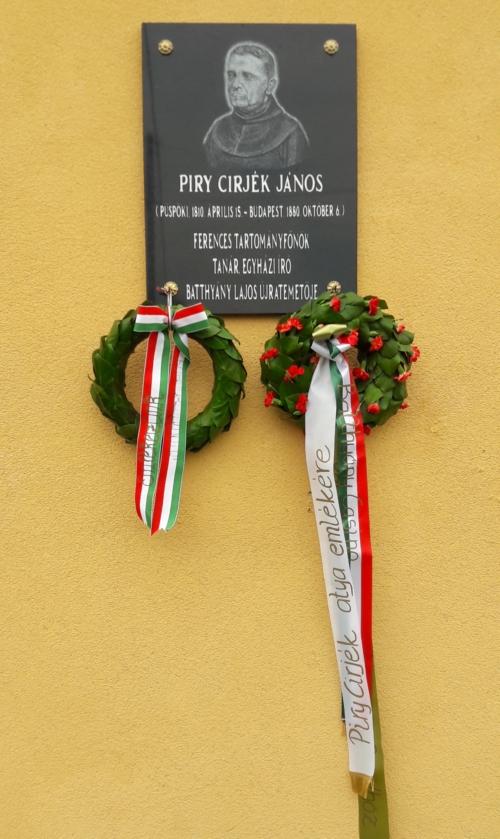 PIRY CIRJÉK JÁNOS
( PÜSPÖKI, 1810. ÁPRILIS 15 - BUDAPEST 1880. OKTÓBER 6. )
FERENCES TARTOMÁNYFŐNÖK
TANÁR, EGYHÁZI ÍRÓ
BATTHYÁNY LAJOS ÚJRATEMETŐJE
Piry Cirjék atya emlékére